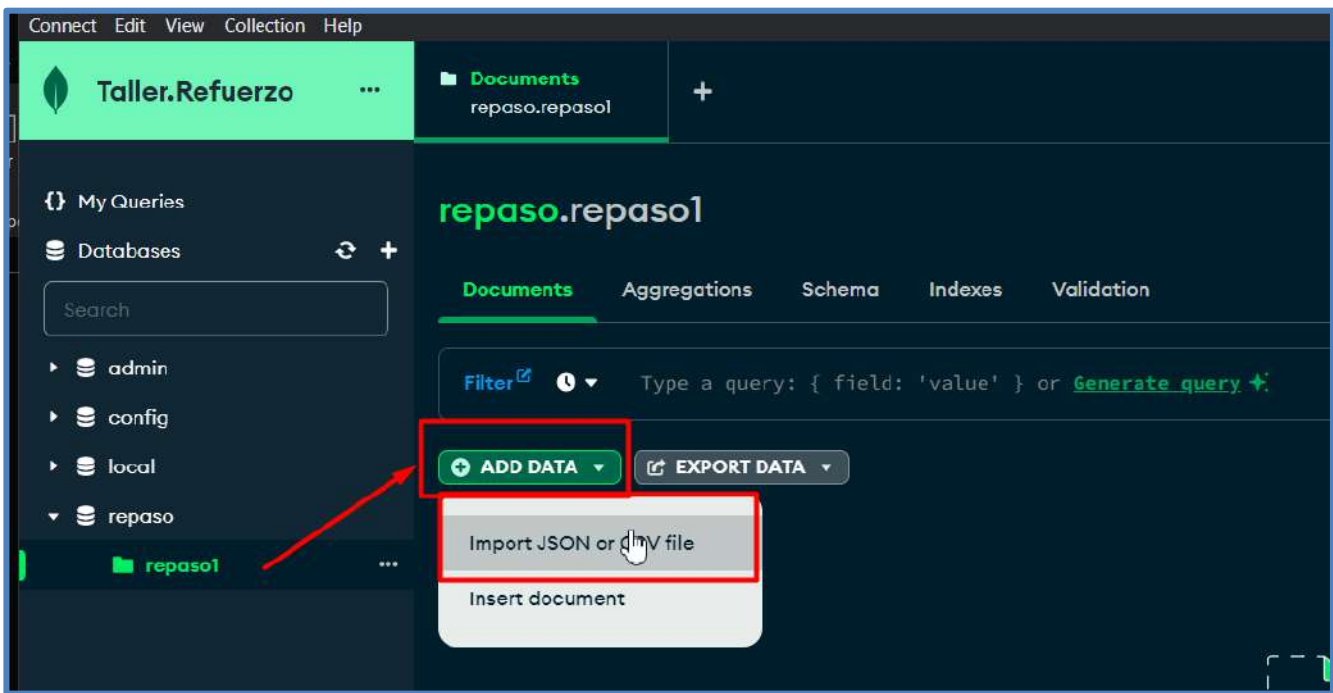 Connect Edit View Collection Help
Taller.Refuerzo
Documents
repaso.repaso1
{} My Queries
Databases
Search
admin
config
local
repaso
repaso1
repaso.repaso1
Documents Aggregations Schema Indexes Validation
Filter Type a query: { field: 'value' } or Generate query
ADD DATA EXPORT DATA
Import JSON or file
Insert document